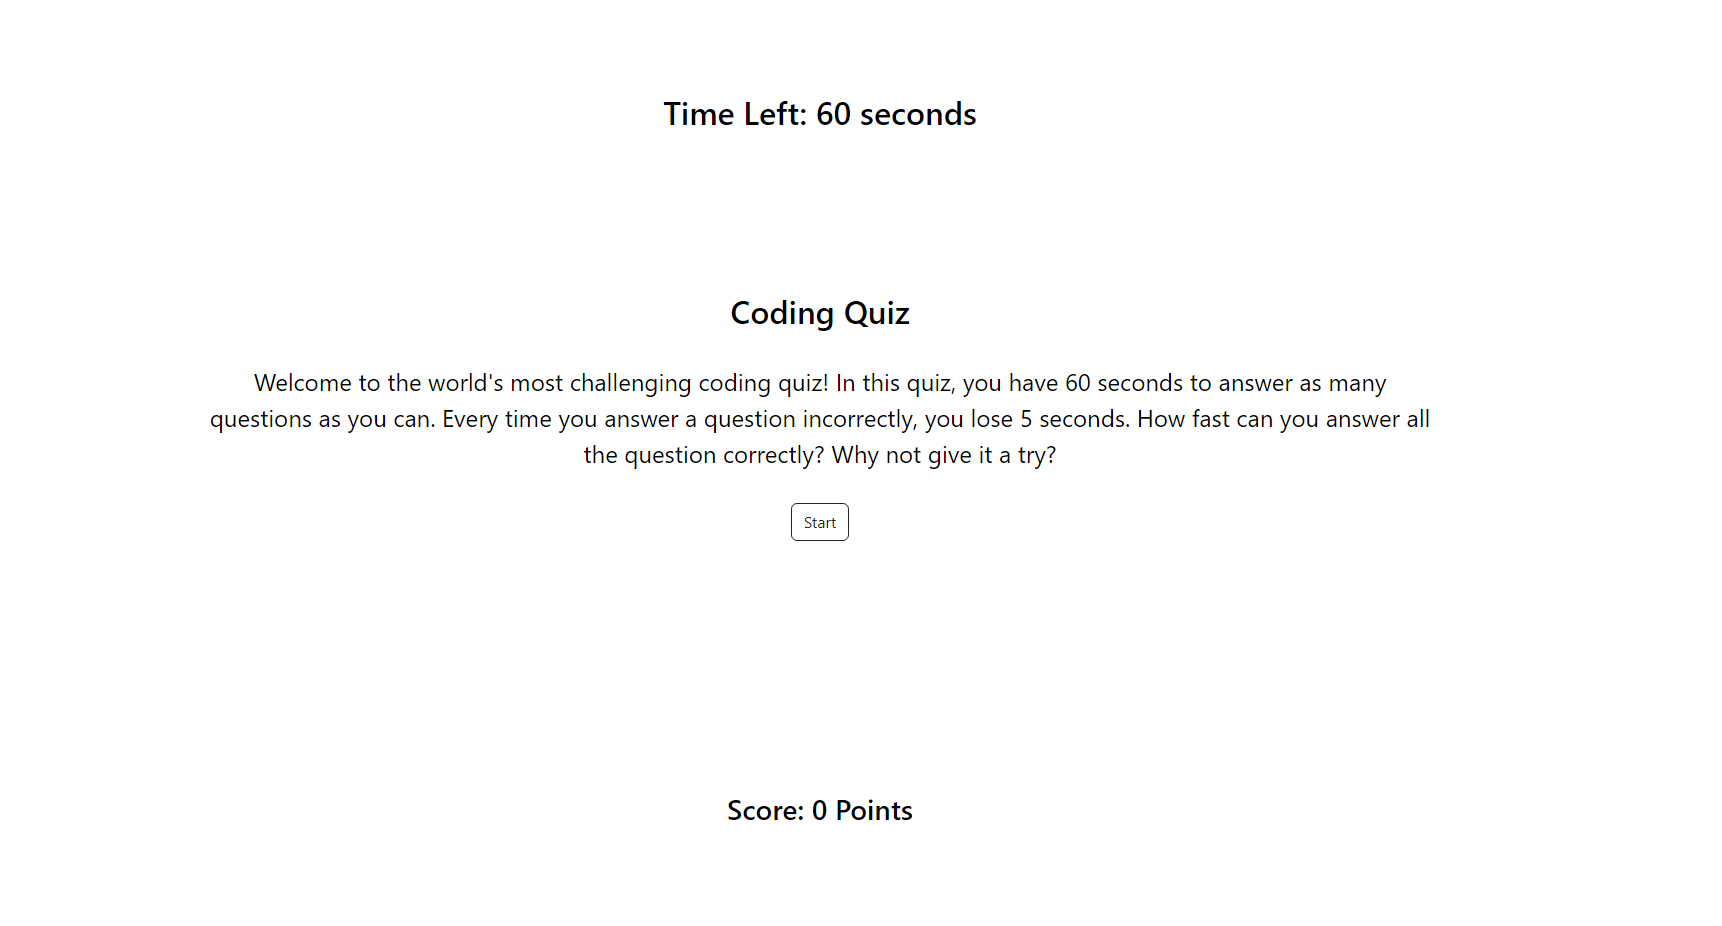 Time Left: 60 seconds
Coding Quiz
Welcome to the world's most challenging coding quiz! In this quiz, you have 60 seconds to answer as many
questions as you can. Every time you answer a question incorrectly, you lose 5 seconds. How fast can you answer all
the question correctly? Why not give it a try?
Start
Score: 0 Points